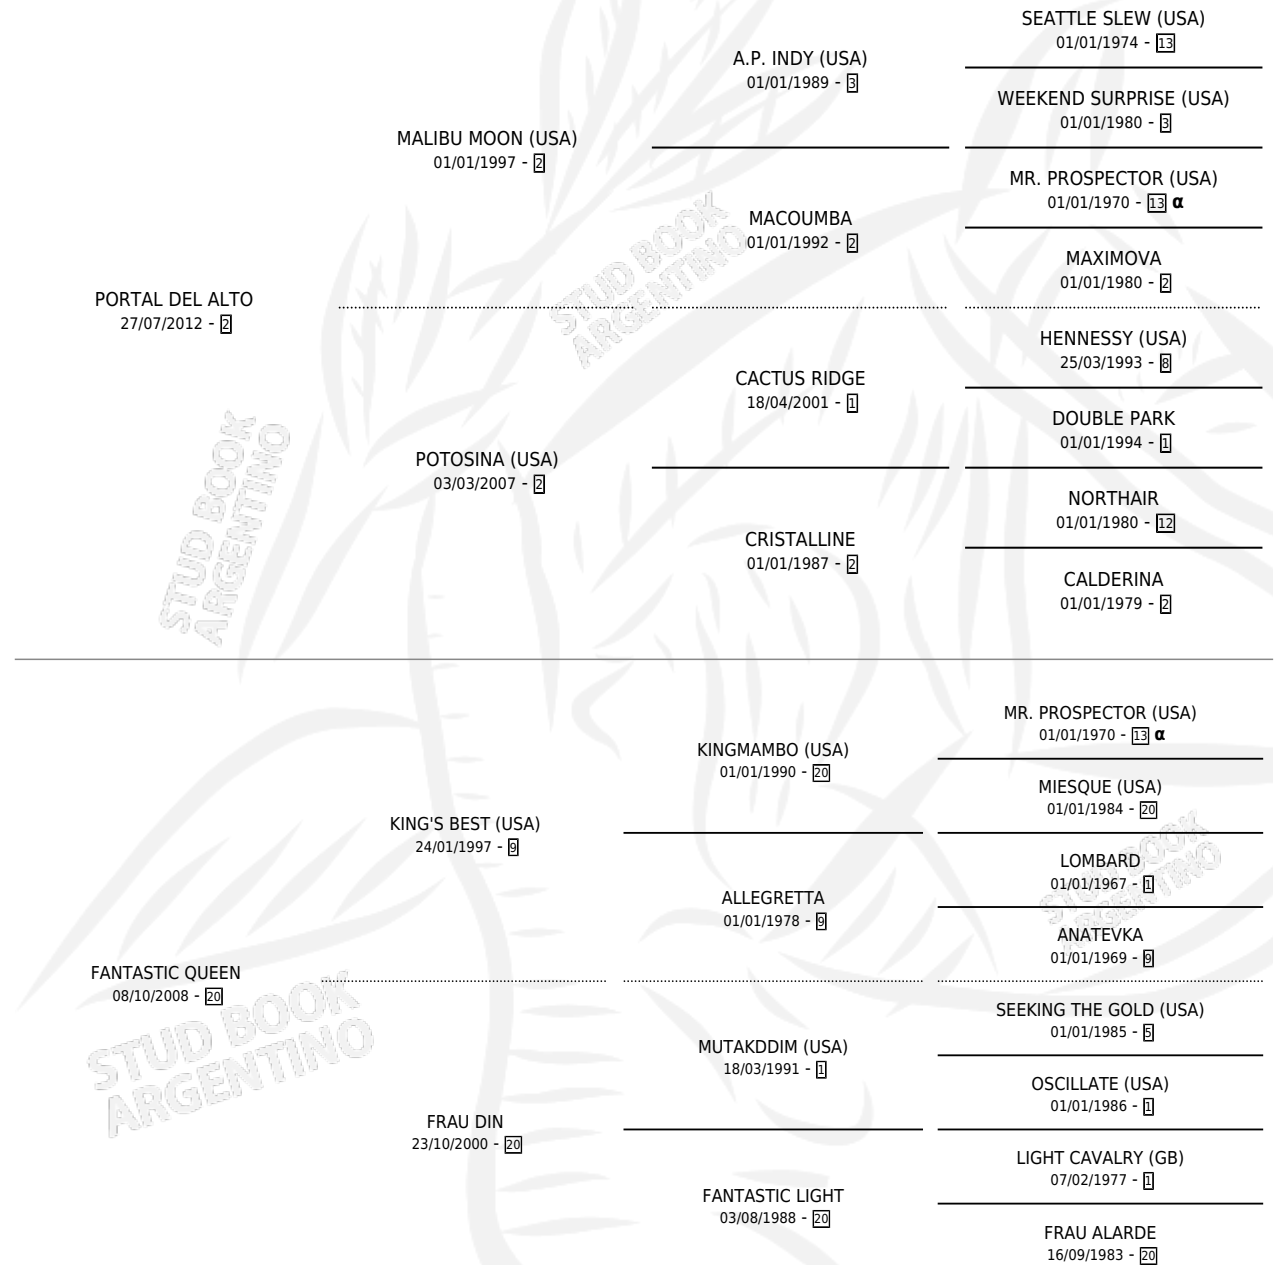 SEATTLE SLEW (USA)
01/01/1974 - 13
A.P. INDY (USA)
01/01/1989 - 3
WEEKEND SURPRISE (USA)
01/01/1980 - 3
MALIBU MOON (USA)
01/01/1997 - 2
MR. PROSPECTOR (USA)
01/01/1970 - 13 α
MACOUMBA
01/01/1992 - 2
MAXIMOVA
01/01/1980 - 2
PORTAL DEL ALTO
27/07/2012 - 2
HENNESSY (USA)
25/03/1993 - 8
CACTUS RIDGE
18/04/2001 - 1
DOUBLE PARK
01/01/1994 - 1
POTOSINA (USA)
03/03/2007 - 2
NORTHAIR
01/01/1980 - 12
CRISTALLINE
01/01/1987 - 2
CALDERINA
01/01/1979 - 2
MR. PROSPECTOR (USA)
01/01/1970 - 13 α
KINGMAMBO (USA)
01/01/1990 - 20
MIESQUE (USA)
01/01/1984 - 20
KING'S BEST (USA)
24/01/1997 - 9
LOMBARD
01/01/1967 - 1
ALLEGRETTA
01/01/1978 - 9
ANATEVKA
01/01/1969 - 9
FANTASTIC QUEEN
08/10/2008 - 20
SEEKING THE GOLD (USA)
01/01/1985 - 5
MUTAKDDIM (USA)
18/03/1991 - 1
OSCILLATE (USA)
01/01/1986 - 1
FRAU DIN
23/10/2000 - 20
LIGHT CAVALRY (GB)
07/02/1977 - 1
FANTASTIC LIGHT
03/08/1988 - 20
FRAU ALARDE
16/09/1983 - 20
STUD BOOK
ARGENTINO
STUD BOOK
ARGENTINO
STUD BOOK
ARGENTINO
STUD BOOK
ARGENTINO